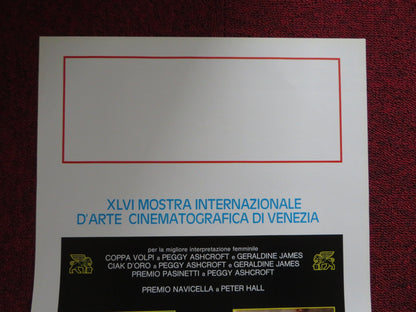 XLVI MOSTRA INTERNAZIONALE
D'ARTE CINEMATOGRAFICA DI VENEZIA
per la migliore interpretazione femminile
COPPA VOLPI a PEGGY ASHCROFT e GERALDINE JAMES
CIAK D'ORO a PEGGY ASHCROFT e GERALDINE JAMES
PREMIO PASINETTI a PEGGY ASHCROFT
PREMIO NAVICELLA a PETER HALL